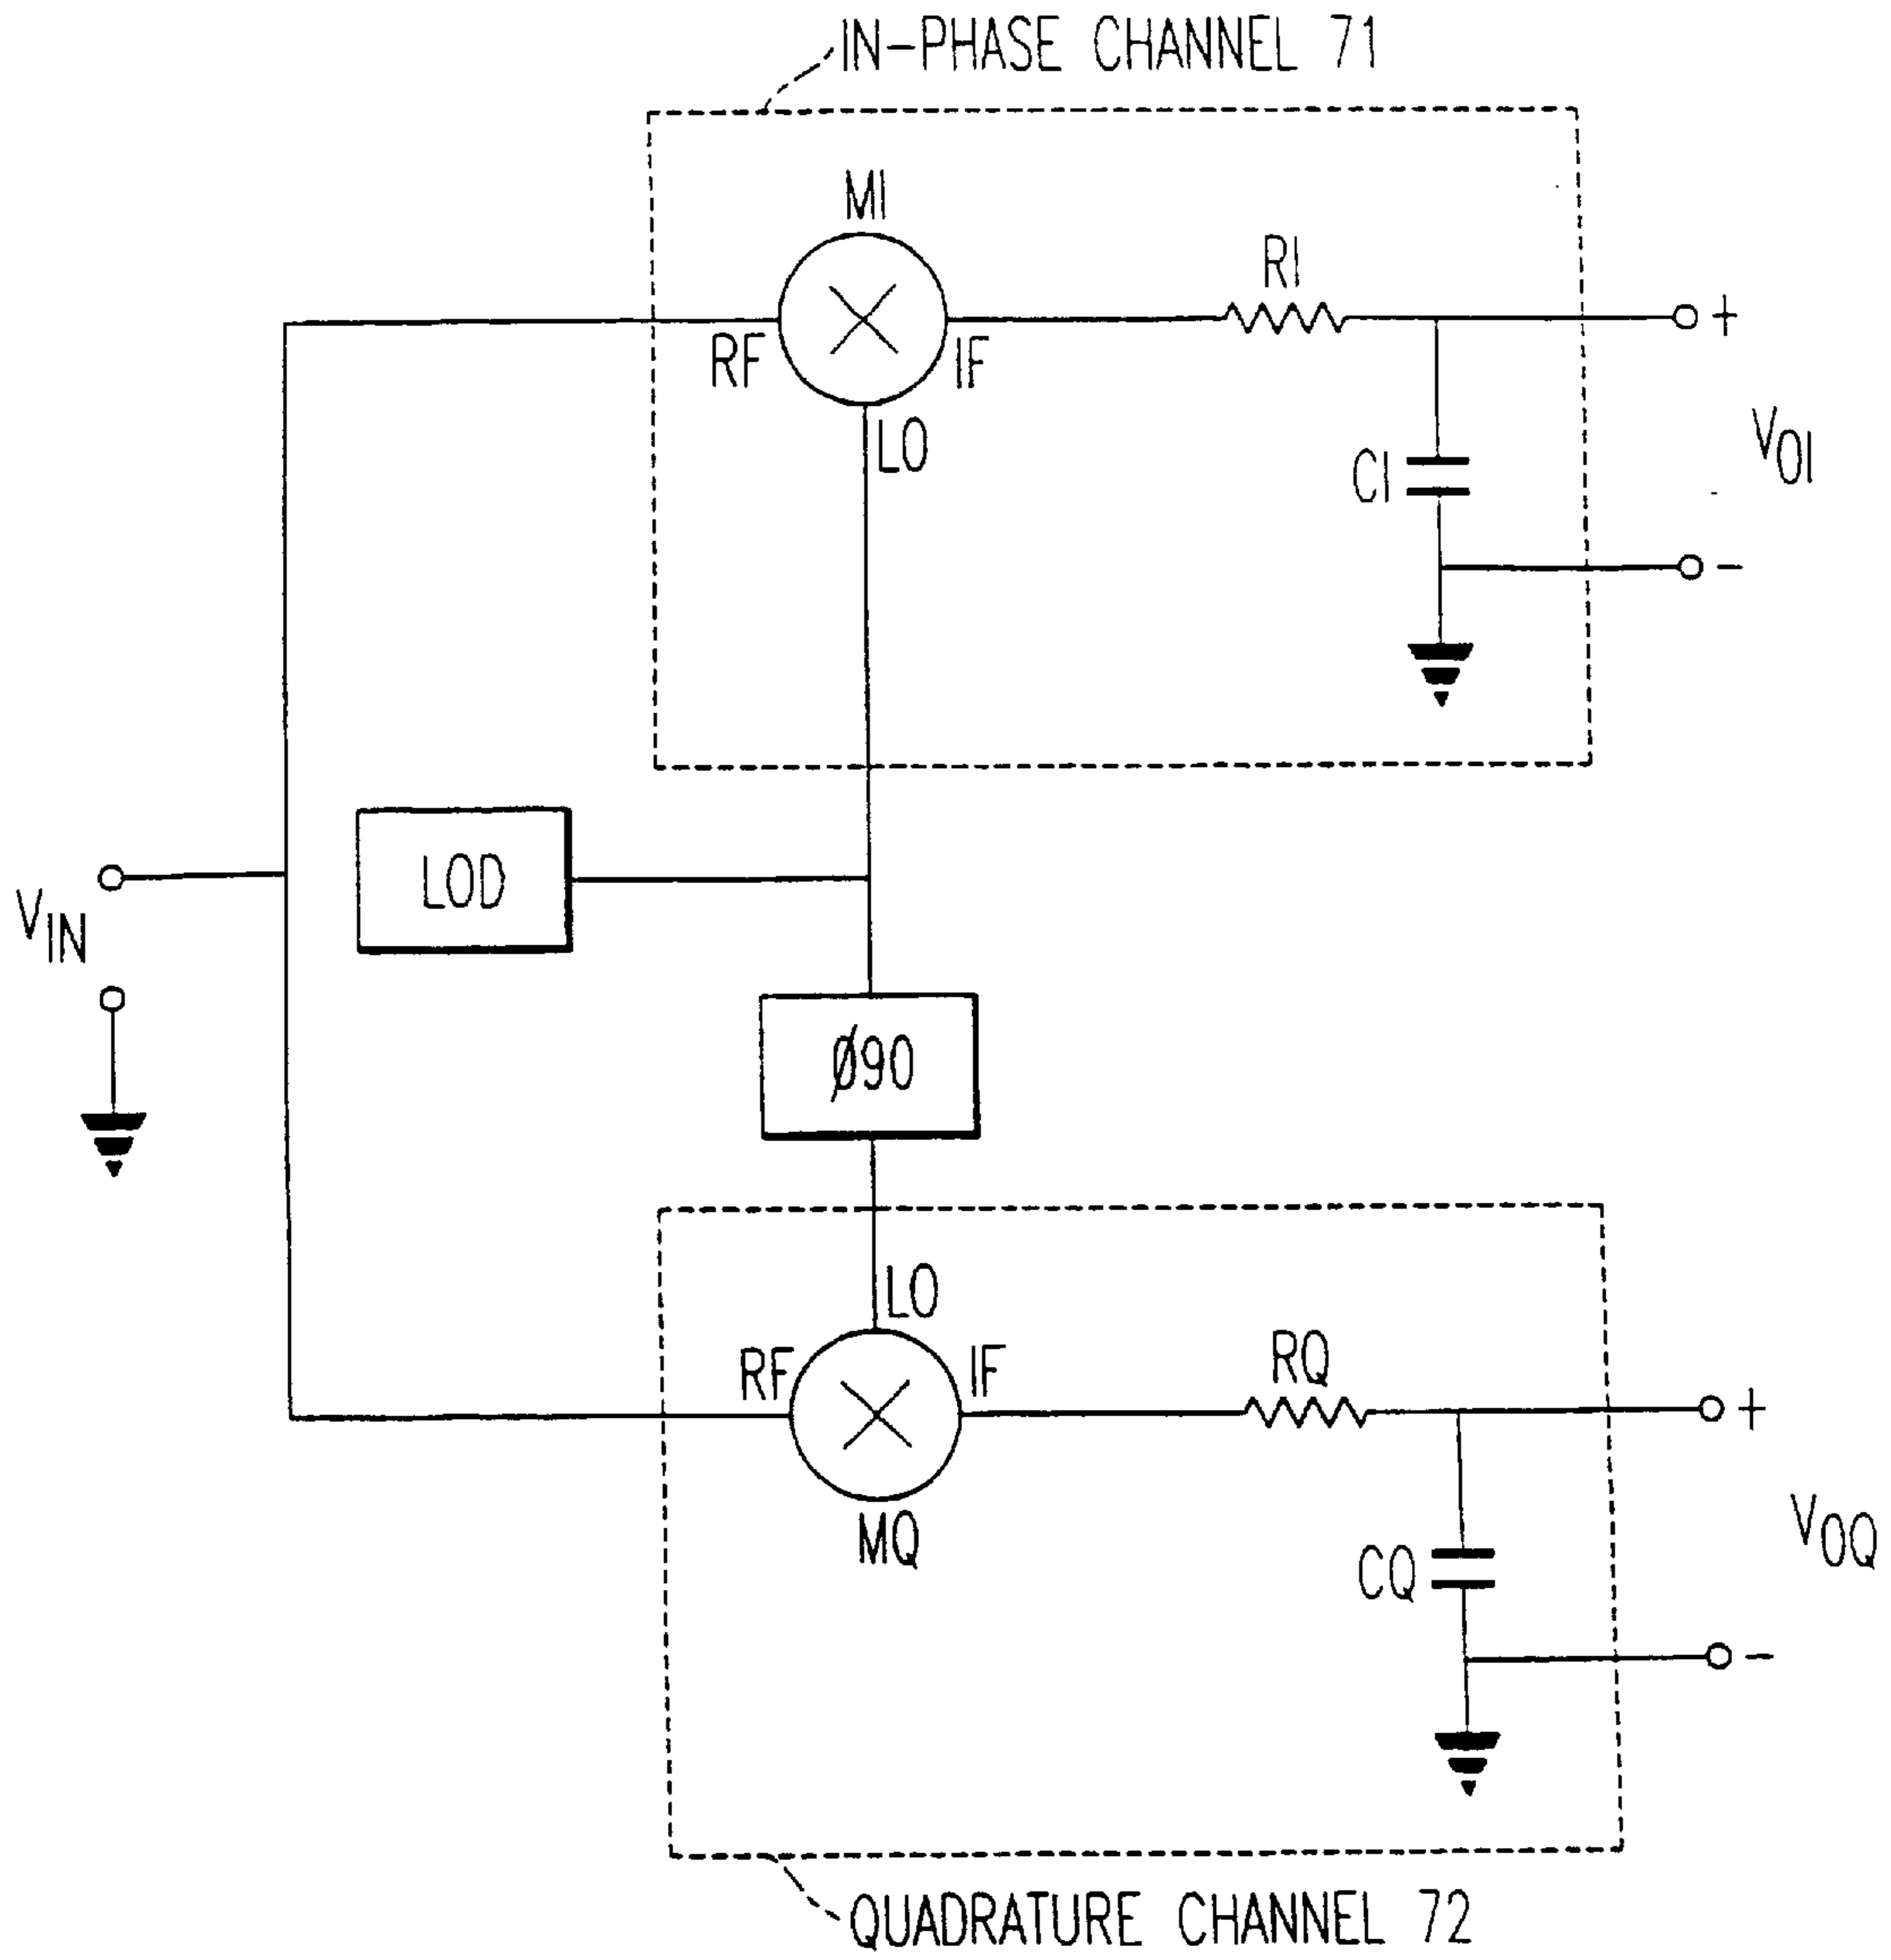 IN-PHASE CHANNEL 71
MI
RI
RF
IF
+
LO
CI
VOI
-
LOD
VIN
Ø90
LO
RF
IF
RQ
+
MQ
CQ
VOQ
-
QUADRATURE CHANNEL 72